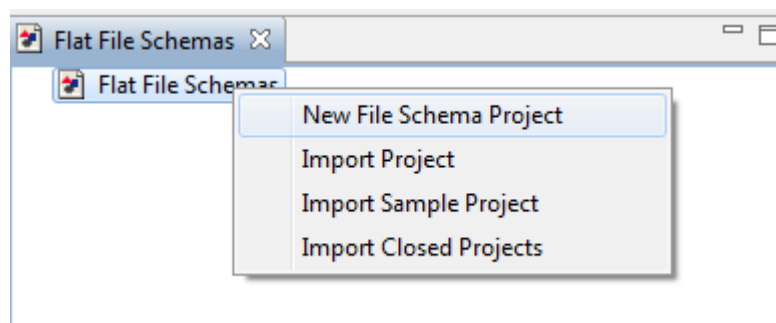 Flat File Schemas
Flat File Schemas
New File Schema Project
Import Project
Import Sample Project
Import Closed Projects